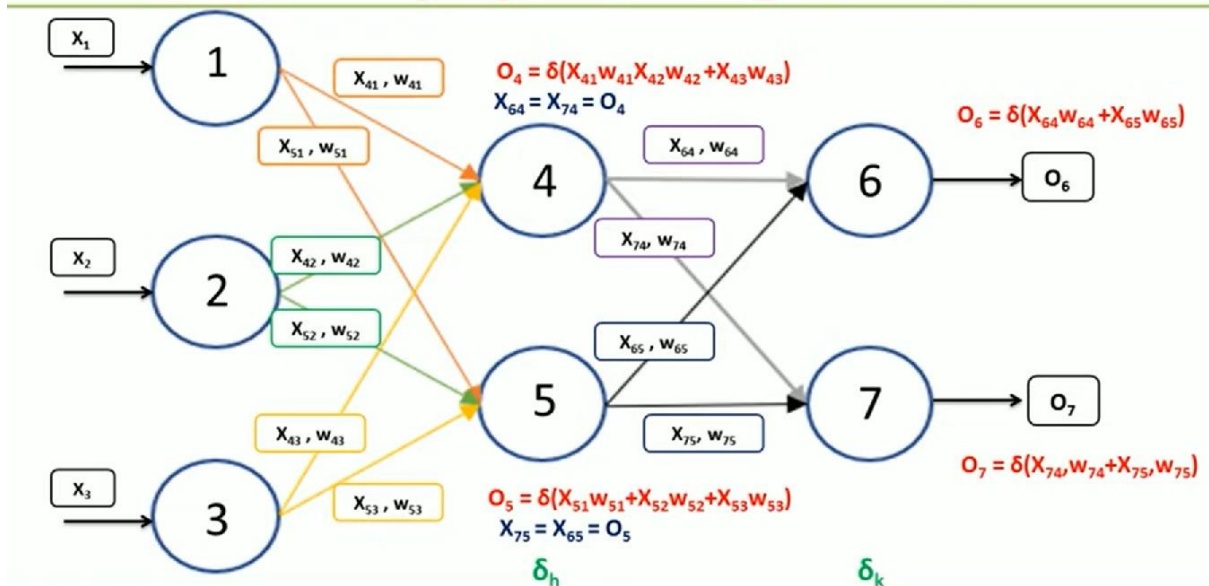 X₁
1
X₄₁ , w₄₁
O₄ = δ(X₄₁w₄₁X₄₂w₄₂+X₄₃w₄₃)
X₆₄ = X₇₄ = O₄
O₆ = δ(X₆₄w₆₄ +X₆₅w₆₅)
X₅₁ , w₅₁
X₆₄ , w₆₄
4
6
O₆
X₂
2
X₄₂ , w₄₂
X₇₄, w₇₄
X₅₂ , w₅₂
X₆₅ , w₆₅
5
7
O₇
X₄₃ , w₄₃
X₇₅, w₇₅
O₇ = δ(X₇₄,w₇₄+X₇₅,w₇₅)
X₃
3
X₅₃ , w₅₃
O₅ = δ(X₅₁w₅₁+X₅₂w₅₂+X₅₃w₅₃)
X₇₅ = X₆₅ = O₅
δₕ
δₖ